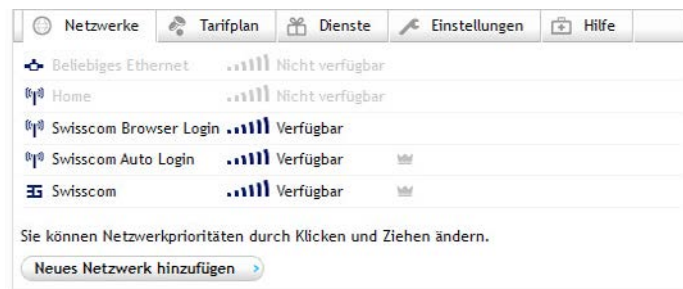 Netzwerke Tarifplan Dienste Einstellungen Hilfe
Beliebiges Ethernet Nicht verfügbar
Home Nicht verfügbar
Swisscom Browser Login Verfügbar
Swisscom Auto Login Verfügbar
3G Swisscom Verfügbar
Sie können Netzwerkprioritäten durch Klicken und Ziehen ändern.
Neues Netzwerk hinzufügen